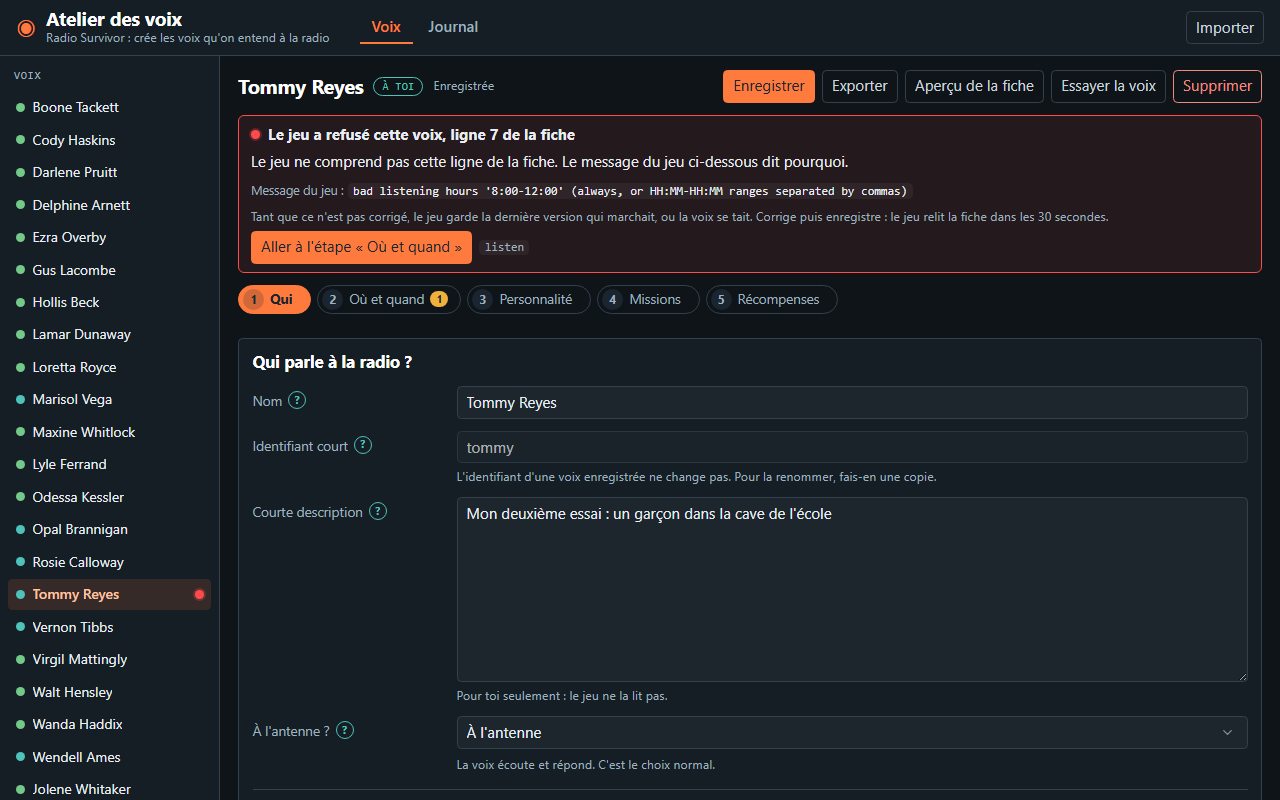 Atelier des voix
Radio Survivor : crée les voix qu'on entend à la radio
Voix
Journal
Importer
VOIX
Boone Tackett
Cody Haskins
Darlene Pruitt
Delphine Arnett
Ezra Overby
Gus Lacombe
Hollis Beck
Lamar Dunaway
Loretta Royce
Marisol Vega
Maxine Whitlock
Lyle Ferrand
Odessa Kessler
Opal Brannigan
Rosie Calloway
Tommy Reyes
Vernon Tibbs
Virgil Mattingly
Walt Hensley
Wanda Haddix
Wendell Ames
Jolene Whitaker
Tommy Reyes
À TOI
Enregistrée
Enregistrer
Exporter
Aperçu de la fiche
Essayer la voix
Supprimer
Le jeu a refusé cette voix, ligne 7 de la fiche
Le jeu ne comprend pas cette ligne de la fiche. Le message du jeu ci-dessous dit pourquoi.
Message du jeu : bad listening hours '8:00-12:00' (always, or HH:MM-HH:MM ranges separated by commas)
Tant que ce n'est pas corrigé, le jeu garde la dernière version qui marchait, ou la voix se tait. Corrige puis enregistre : le jeu relit la fiche dans les 30 secondes.
Aller à l'étape « Où et quand »
listen
1 Qui
2 Où et quand 1
3 Personnalité
4 Missions
5 Récompenses
Qui parle à la radio ?
Nom ?
Tommy Reyes
Identifiant court ?
tommy
L'identifiant d'une voix enregistrée ne change pas. Pour la renommer, fais-en une copie.
Courte description ?
Mon deuxième essai : un garçon dans la cave de l'école
Pour toi seulement : le jeu ne la lit pas.
À l'antenne ? ?
À l'antenne
La voix écoute et répond. C'est le choix normal.